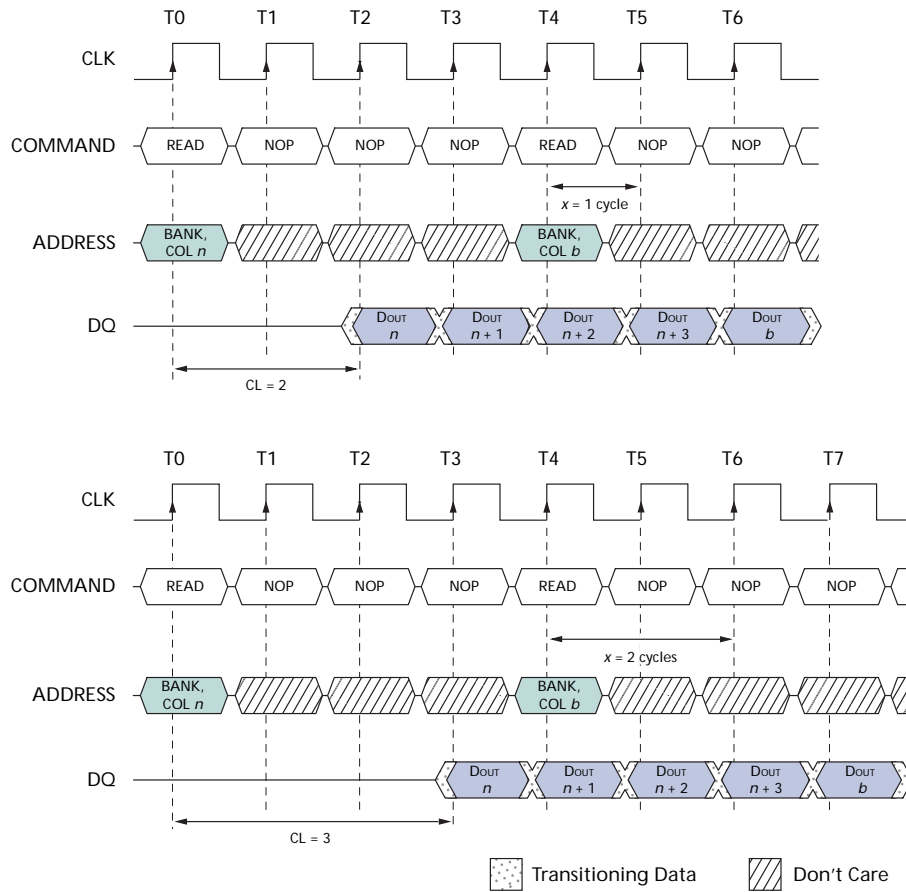 T0 T1 T2 T3 T4 T5 T6
CLK
COMMAND READ NOP NOP NOP READ NOP NOP
x = 1 cycle
ADDRESS BANK, COL n BANK, COL b
DQ DOUT n DOUT n + 1 DOUT n + 2 DOUT n + 3 DOUT b
CL = 2
T0 T1 T2 T3 T4 T5 T6 T7
CLK
COMMAND READ NOP NOP NOP READ NOP NOP NOP
x = 2 cycles
ADDRESS BANK, COL n BANK, COL b
DQ DOUT n DOUT n + 1 DOUT n + 2 DOUT n + 3 DOUT b
CL = 3
Transitioning Data Don't Care